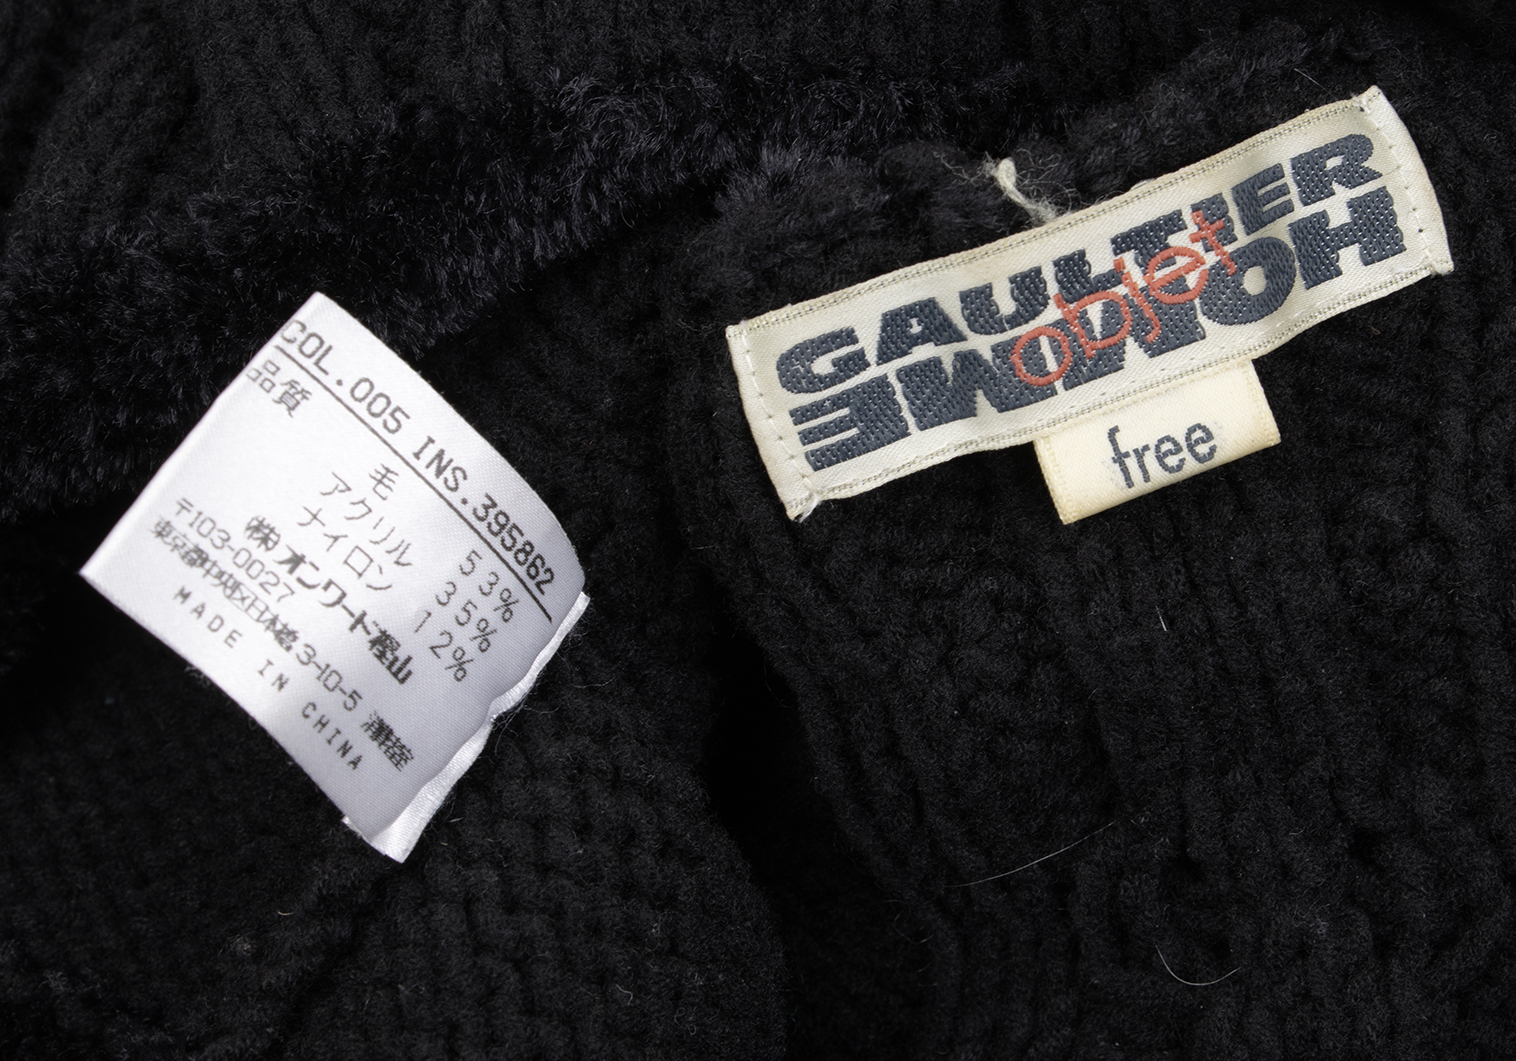 COL.005 INS.395862
品質
毛 53%
アクリル 35%
ナイロン 12%
㈱オンワード樫山
〒103-0027
東京都中央区日本橋3-10-5
MADE IN CHINA
GAULTIER
objet
HOMME
free